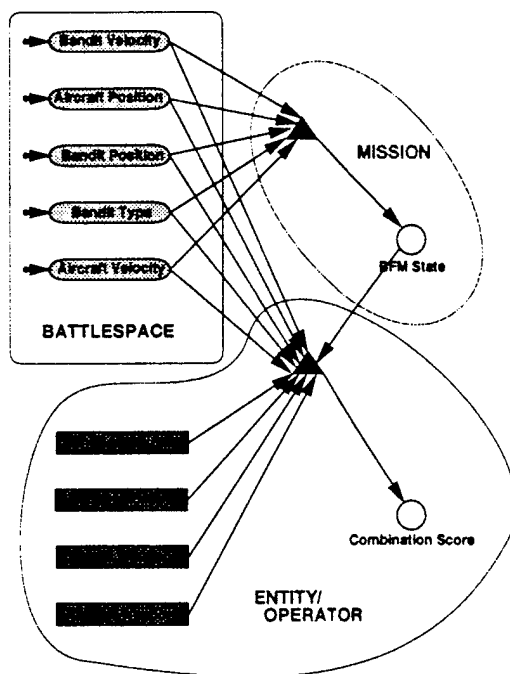 Bandit Velocity
Aircraft Position
Bandit Position
Bandit Type
Aircraft Velocity
BATTLESPACE
MISSION
BFM State
Combination Score
ENTITY/
OPERATOR